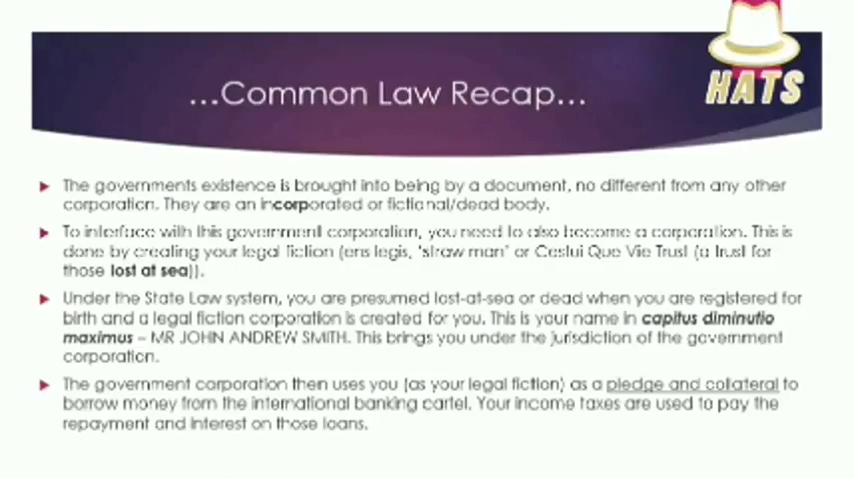 HATS
...Common Law Recap...
The governments existence is brought into being by a document, no different from any other
corporation. They are an incorporated or fictional/dead body.
To interface with this government corporation, you need to also become a corporation. This is
done by creating your legal fiction (ens legis, 'straw man' or Cestui Que Vie Trust (a trust for
those lost at sea)).
Under the State Law system, you are presumed lost-at-sea or dead when you are registered for
birth and a legal fiction corporation is created for you. This is your name in capitus diminutio
maximus – MR JOHN ANDREW SMITH. This brings you under the jurisdiction of the government
corporation.
The government corporation then uses you (as your legal fiction) as a pledge and collateral to
borrow money from the international banking cartel. Your income taxes are used to pay the
repayment and interest on those loans.